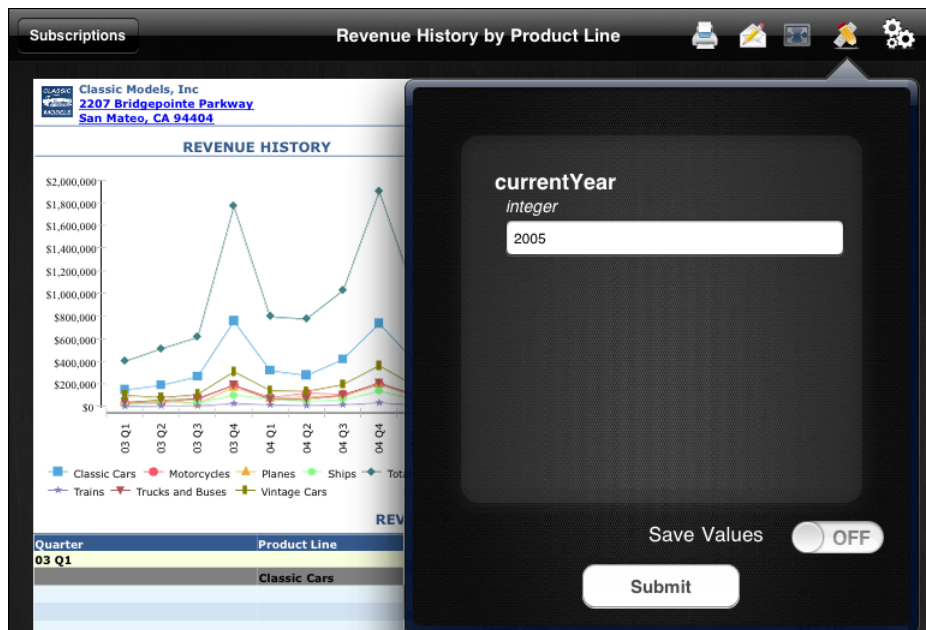 Subscriptions
Revenue History by Product Line
CLASSIC
MODELS
Classic Models, Inc
2207 Bridgepointe Parkway
San Mateo, CA 94404
REVENUE HISTORY
$2,000,000
$1,800,000
$1,600,000
$1,400,000
$1,200,000
$1,000,000
$800,000
$600,000
$400,000
$200,000
$0
03 Q1
03 Q2
03 Q3
03 Q4
04 Q1
04 Q2
04 Q3
04 Q4
Classic Cars Motorcycles Planes Ships Tota
Trains Trucks and Buses Vintage Cars
REV
Quarter Product Line
03 Q1
Classic Cars
currentYear
integer
2005
Save Values OFF
Submit